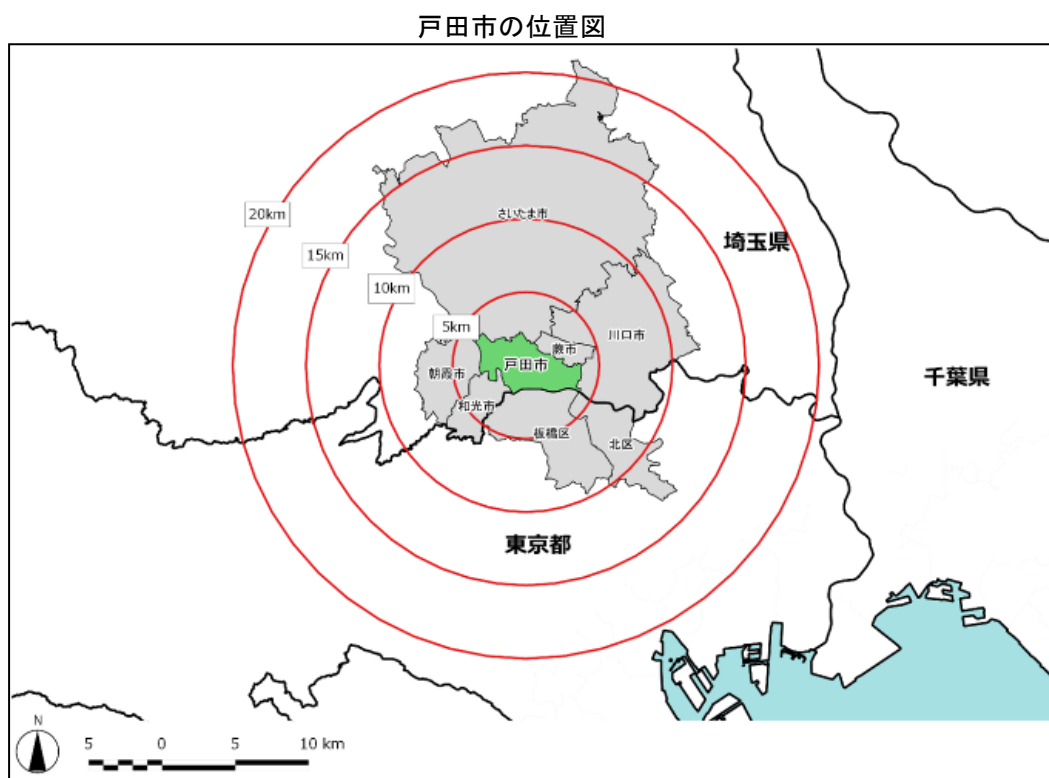 戸田市の位置図
20km
さいたま市
埼玉県
15km
10km
5km
川口市
蕨市
戸田市
朝霞市
千葉県
和光市
板橋区
北区
東京都
N
5 0 5 10 km